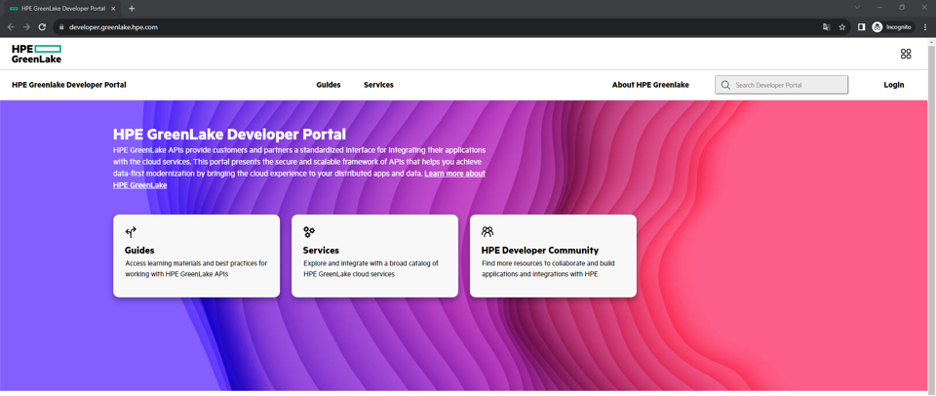 HPE GreenLake Developer Portal
developer.greenlake.hpe.com
Incognito
HPE
GreenLake
HPE Greenlake Developer Portal
Guides
Services
About HPE Greenlake
Search Developer Portal
Login
HPE GreenLake Developer Portal
HPE GreenLake APIs provide customers and partners a standardized interface for integrating their applications
with the cloud services. This portal presents the secure and scalable framework of APIs that helps you achieve
data-first modernization by bringing the cloud experience to your distributed apps and data. Learn more about
HPE GreenLake
Guides
Access learning materials and best practices for
working with HPE GreenLake APIs
Services
Explore and integrate with a broad catalog of
HPE GreenLake cloud services
HPE Developer Community
Find more resources to collaborate and build
applications and integrations with HPE